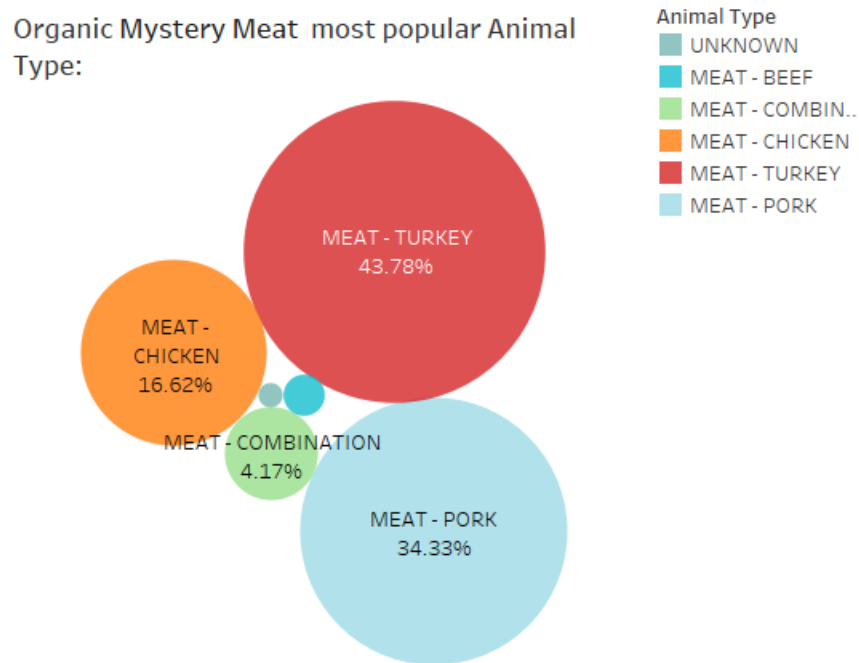 Organic Mystery Meat most popular Animal
Type:
Animal Type
UNKNOWN
MEAT - BEEF
MEAT - COMBIN..
MEAT - CHICKEN
MEAT - TURKEY
MEAT - PORK
MEAT - TURKEY
43.78%
MEAT -
CHICKEN
16.62%
MEAT - COMBINATION
4.17%
MEAT - PORK
34.33%